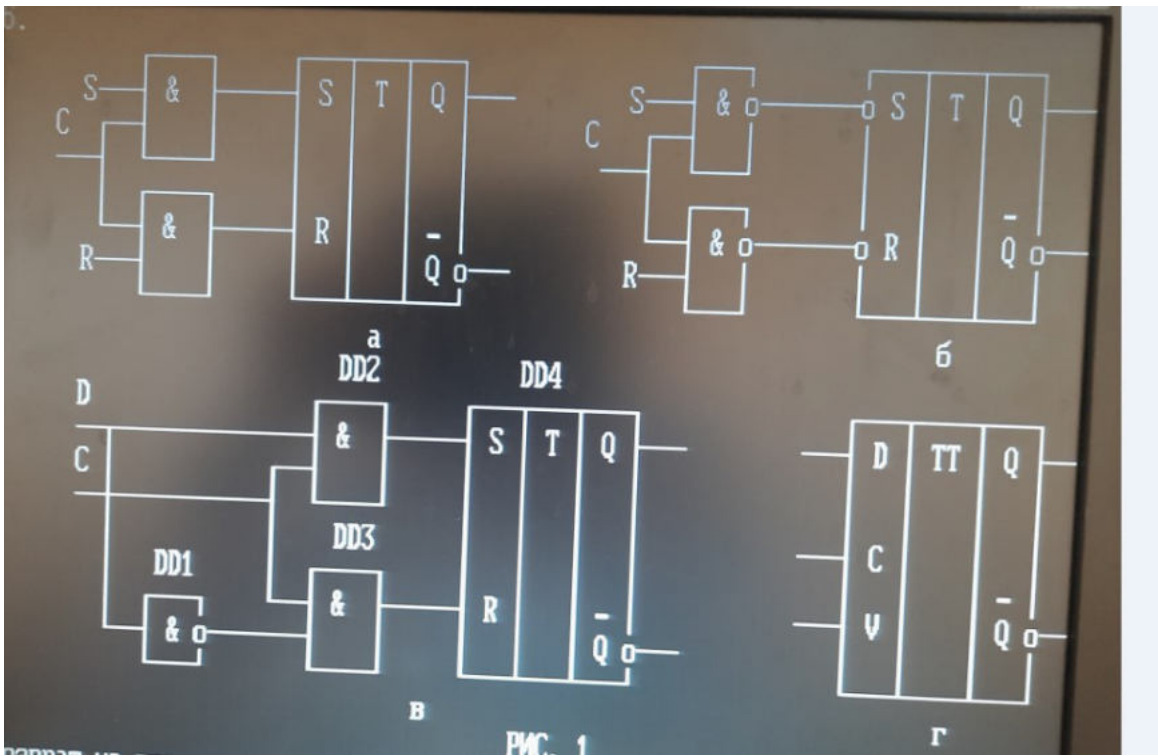 S & S T Q
C
R & R Q
а
S & S T Q
C
R & R Q
б
DD2 DD4
D
& S T Q
C
DD3
DD1
& & R Q
в
D TT Q
C
V Q
г
РИС. 1